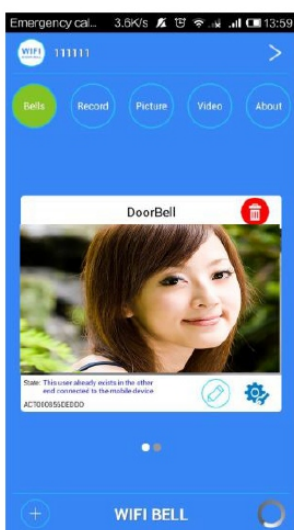 Emergency cal... 3.6K/s 13:59
WIFI 111111
Bells Record Picture Video About
DoorBell
State: This user already exists in the other
end connected to the mobile device
WIFI BELL